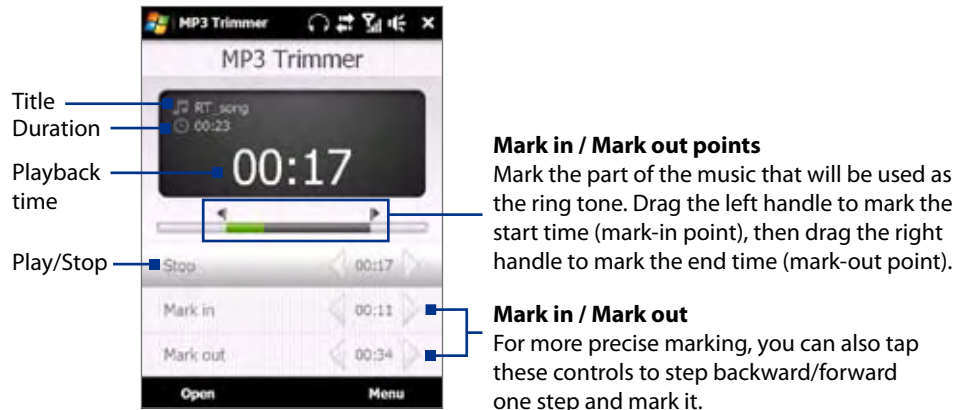 MP3 Trimmer
MP3 Trimmer
Title
RT_song
Duration
00:23
Playback
time
00:17
Play/Stop
Stop
00:17
Mark in
00:11
Mark out
00:34
Open
Menu
Mark in / Mark out points
Mark the part of the music that will be used as
the ring tone. Drag the left handle to mark the
start time (mark-in point), then drag the right
handle to mark the end time (mark-out point).
Mark in / Mark out
For more precise marking, you can also tap
these controls to step backward/forward
one step and mark it.